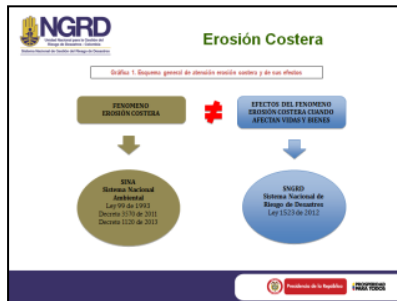 NGRD
Unidad Nacional para la Gestión del
Riesgo de Desastres - Colombia
Sistema Nacional de Gestión del Riesgo de Desastres
Erosión Costera
Gráfico 1. Esquema general de atención erosión costera y de sus efectos
FENOMENO
EROSIÓN COSTERA
≠
EFECTOS DEL FENOMENO
EROSIÓN COSTERA CUANDO
AFECTAN VIDAS Y BIENES
SINA
Sistema Nacional
Ambiental
Ley 99 de 1993
Decreto 3570 de 2011
Decreto 1220 de 2013
SNGRD
Sistema Nacional de
Riesgo de Desastres
Ley 1523 de 2012
Presidencia de la República
PROSPERIDAD
PARA TODOS